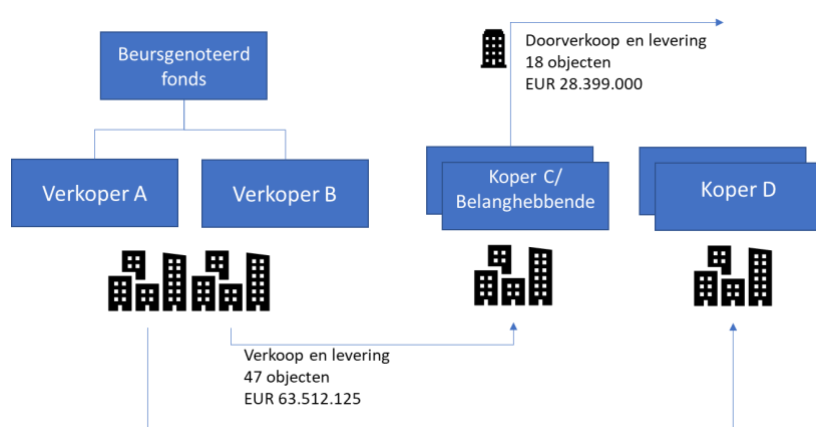 Beursgenoteerd
fonds
Doorverkoop en levering
18 objecten
EUR 28.399.000
Verkoper A
Verkoper B
Koper C/
Belanghebbende
Koper D
Verkoop en levering
47 objecten
EUR 63.512.125